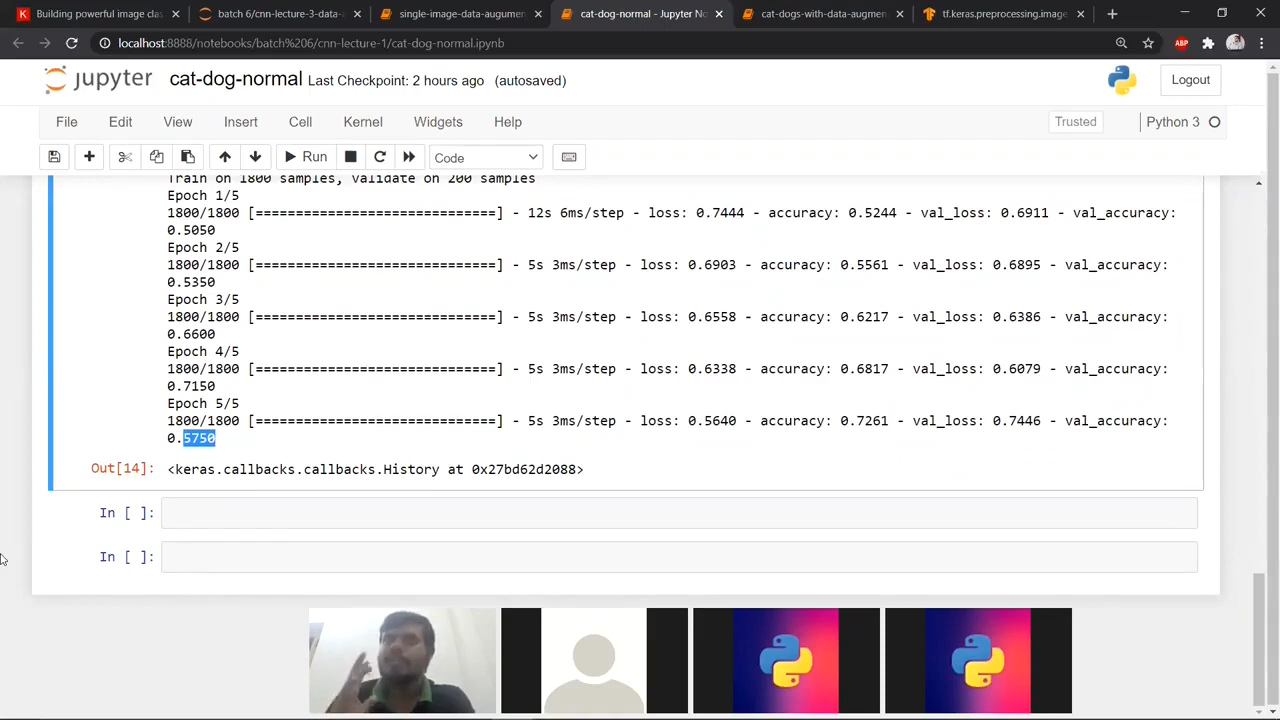 Building powerful image clas
batch 6/cnn-lecture-3-data-a
single-image-data-augumen
cat-dog-normal - Jupyter No
cat-dogs-with-data-augmen
tf.keras.preprocessing.image
localhost:8888/notebooks/batch%206/cnn-lecture-1/cat-dog-normal.ipynb
ABP
jupyter cat-dog-normal Last Checkpoint: 2 hours ago (autosaved)
Logout
File Edit View Insert Cell Kernel Widgets Help
Trusted
Python 3
Run
Code
Train on 1800 samples, validate on 200 samples
Epoch 1/5
1800/1800 [==============================] - 12s 6ms/step - loss: 0.7444 - accuracy: 0.5244 - val_loss: 0.6911 - val_accuracy:
0.5050
Epoch 2/5
1800/1800 [==============================] - 5s 3ms/step - loss: 0.6903 - accuracy: 0.5561 - val_loss: 0.6895 - val_accuracy:
0.5350
Epoch 3/5
1800/1800 [==============================] - 5s 3ms/step - loss: 0.6558 - accuracy: 0.6217 - val_loss: 0.6386 - val_accuracy:
0.6600
Epoch 4/5
1800/1800 [==============================] - 5s 3ms/step - loss: 0.6338 - accuracy: 0.6817 - val_loss: 0.6079 - val_accuracy:
0.7150
Epoch 5/5
1800/1800 [==============================] - 5s 3ms/step - loss: 0.5640 - accuracy: 0.7261 - val_loss: 0.7446 - val_accuracy:
0.5750
Out[14]: <keras.callbacks.callbacks.History at 0x27bd62d2088>
In [ ]:
In [ ]: